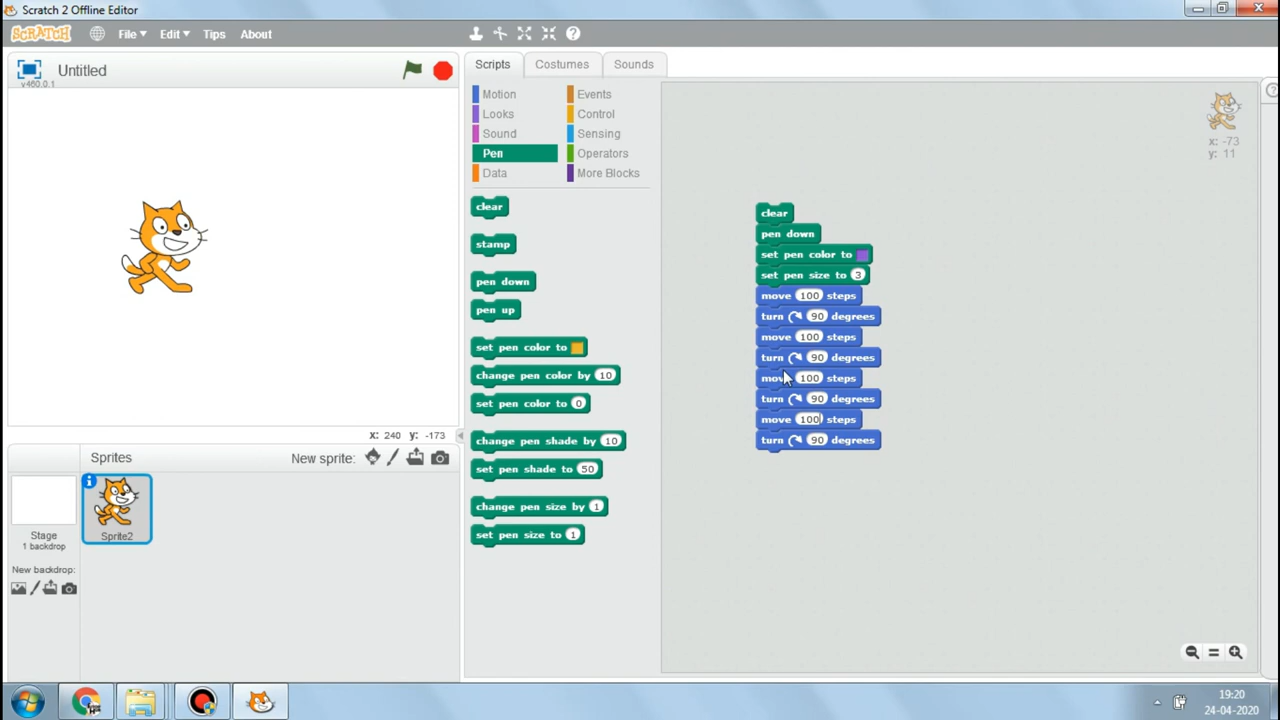 Scratch 2 Offline Editor
SCRATCH File Edit Tips About
Untitled
v460.0.1
Scripts Costumes Sounds
Motion Events
Looks Control
Sound Sensing
Pen Operators
Data More Blocks
clear
stamp
pen down
pen up
set pen color to
change pen color by 10
set pen color to 0
change pen shade by 10
set pen shade to 50
change pen size by 1
set pen size to 1
x: -73
y: 11
clear
pen down
set pen color to
set pen size to 3
move 100 steps
turn 90 degrees
move 100 steps
turn 90 degrees
move 100 steps
turn 90 degrees
move 100 steps
turn 90 degrees
x: 240 y: -173
Sprites New sprite:
Stage
1 backdrop
New backdrop:
Sprite2
19:20
24-04-2020